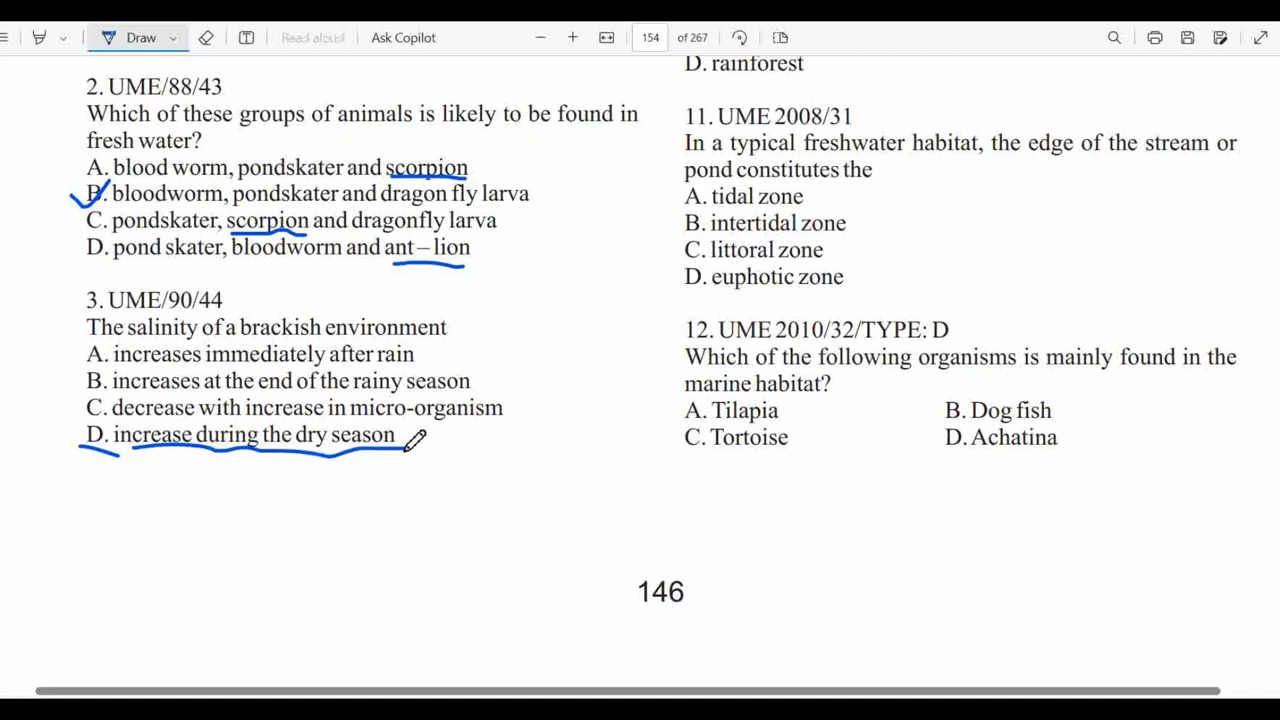 Draw
Read aloud
Ask Copilot
154 of 267
2. UME/88/43
Which of these groups of animals is likely to be found in
fresh water?
A. blood worm, pondskater and scorpion
B. bloodworm, pondskater and dragon fly larva
C. pondskater, scorpion and dragonfly larva
D. pond skater, bloodworm and ant – lion
3. UME/90/44
The salinity of a brackish environment
A. increases immediately after rain
B. increases at the end of the rainy season
C. decrease with increase in micro-organism
D. increase during the dry season
D. rainforest
11. UME 2008/31
In a typical freshwater habitat, the edge of the stream or
pond constitutes the
A. tidal zone
B. intertidal zone
C. littoral zone
D. euphotic zone
12. UME 2010/32/TYPE: D
Which of the following organisms is mainly found in the
marine habitat?
A. Tilapia B. Dog fish
C. Tortoise D. Achatina
146